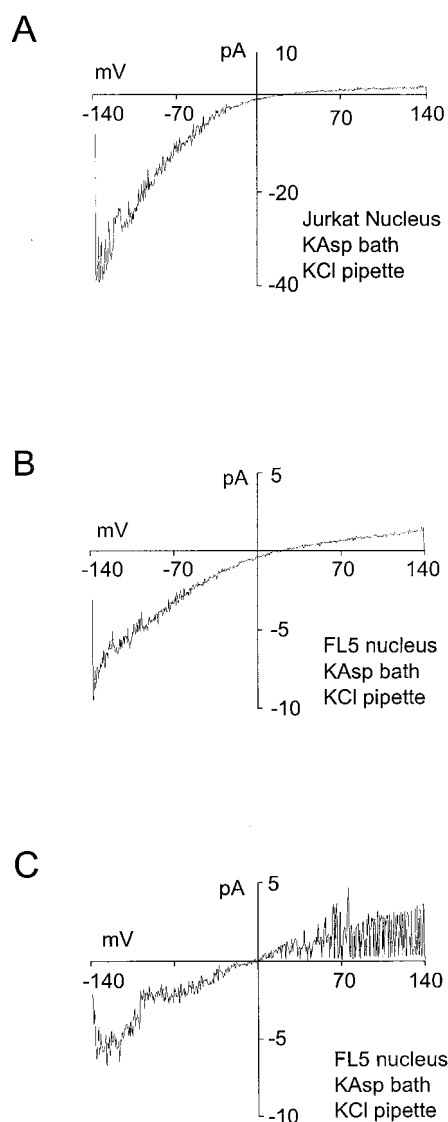 A
pA 10
mV
-140 -70 70 140
-20
Jurkat Nucleus
KAsp bath
KCl pipette
-40
B
pA 5
mV
-140 -70 70 140
-5
FL5 nucleus
KAsp bath
KCl pipette
-10
C
pA 5
mV
-140 70 140
-5
FL5 nucleus
KAsp bath
KCl pipette
-10